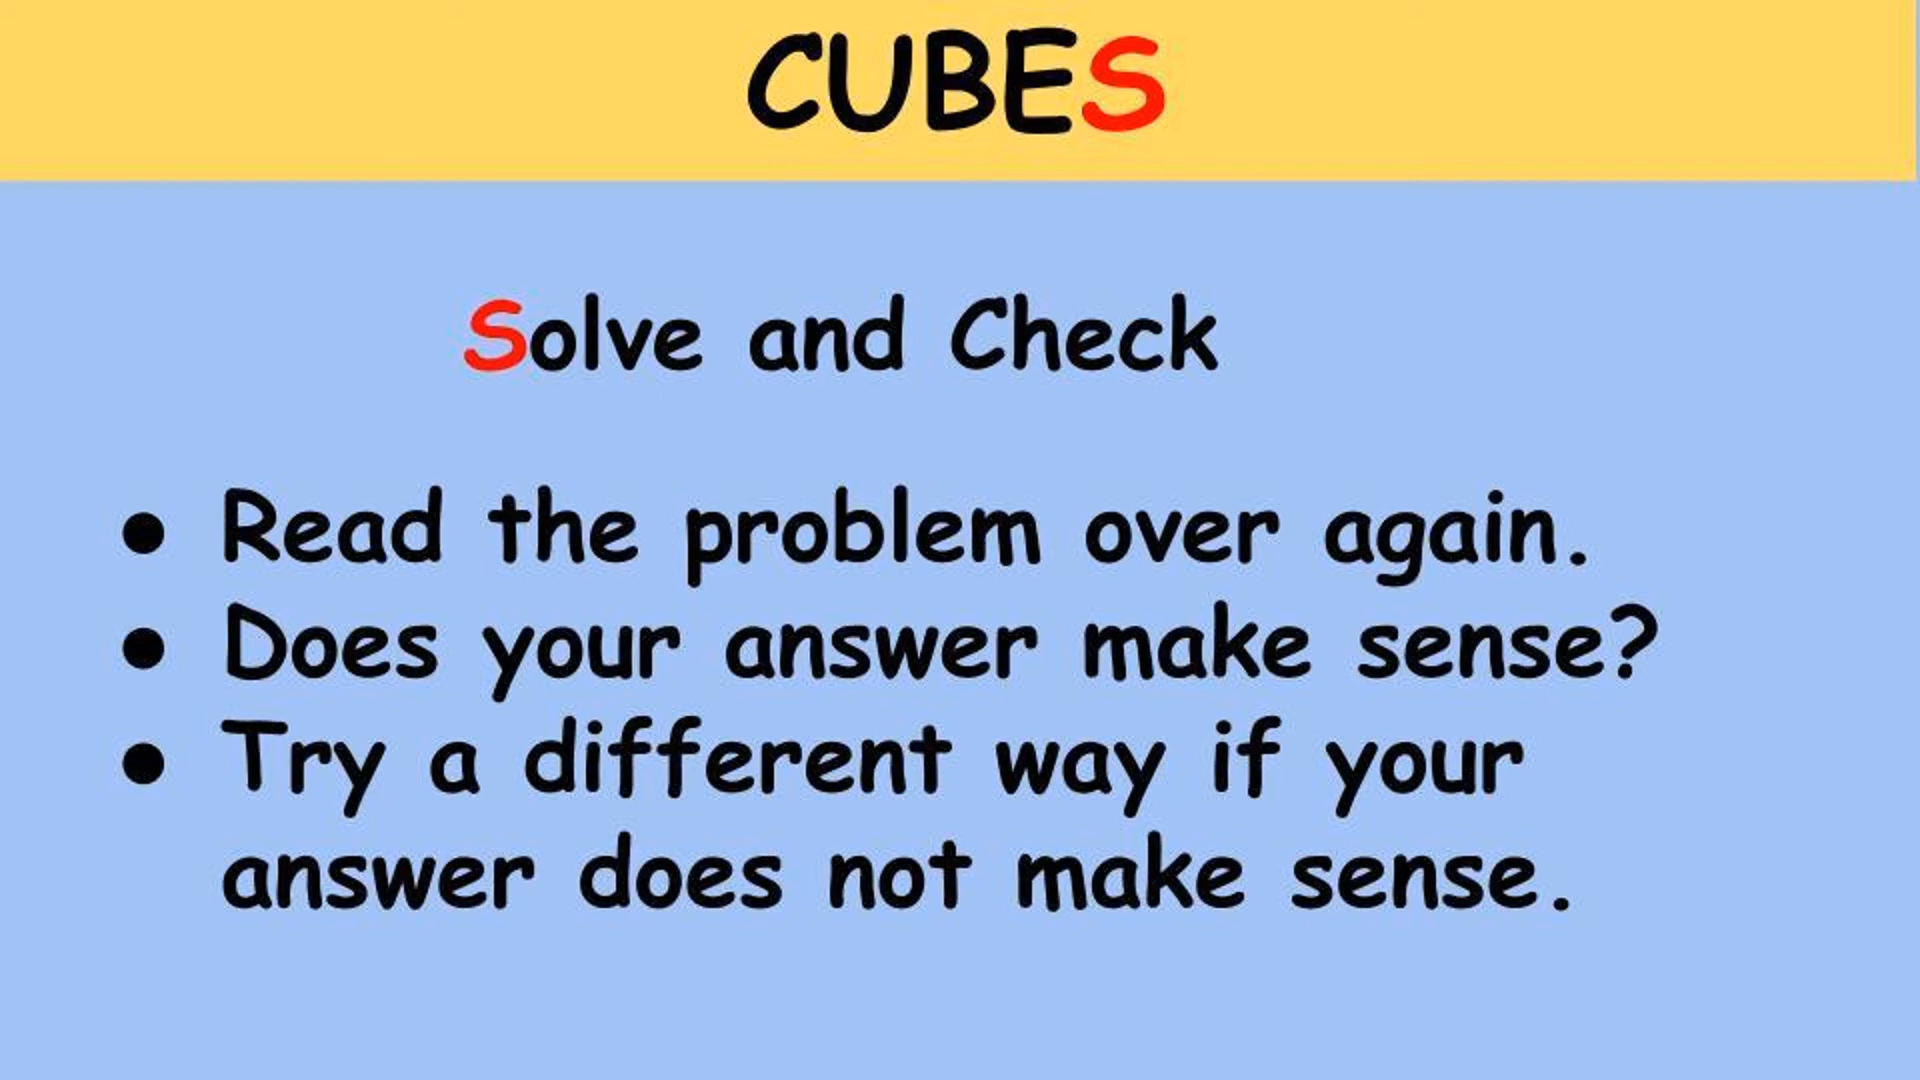 CUBES
Solve and Check
● Read the problem over again.
● Does your answer make sense?
● Try a different way if your
answer does not make sense.